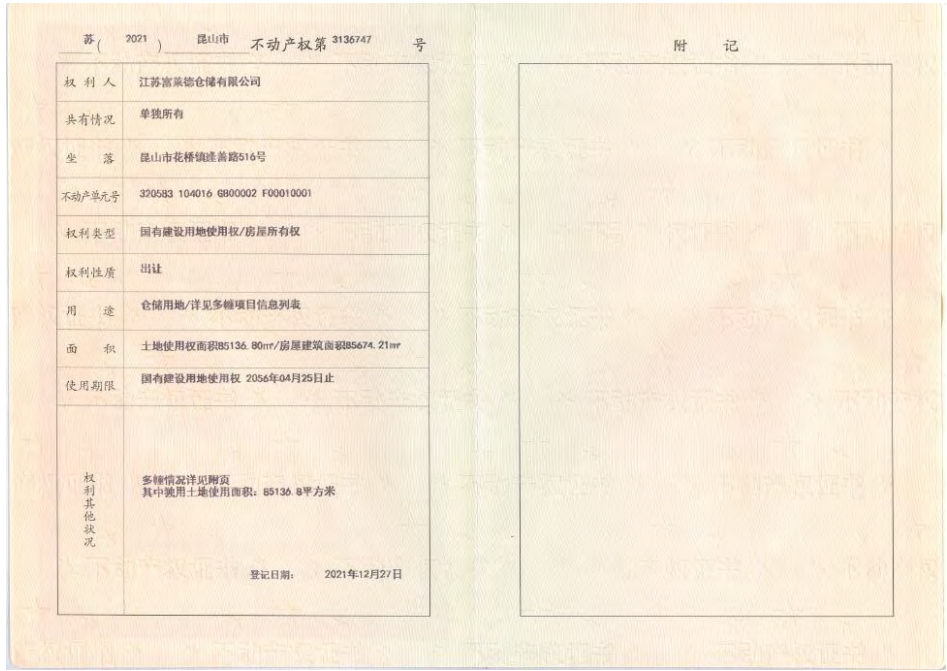 苏 ( 2021 ) 昆山市 不动产权第 3136747 号
权利人 江苏富莱德仓储有限公司
共有情况 单独所有
坐落 昆山市花桥镇逢善路516号
不动产单元号 320583 104016 GB00002 F00010001
权利类型 国有建设用地使用权/房屋所有权
权利性质 出让
用途 仓储用地/详见多幢项目信息列表
面积 土地使用权面积85136.80㎡/房屋建筑面积85674.21㎡
使用期限 国有建设用地使用权 2056年04月25日止
权利其他状况
多幢情况详见附页
其中独用土地使用面积：85136.8平方米
登记日期： 2021年12月27日
附记